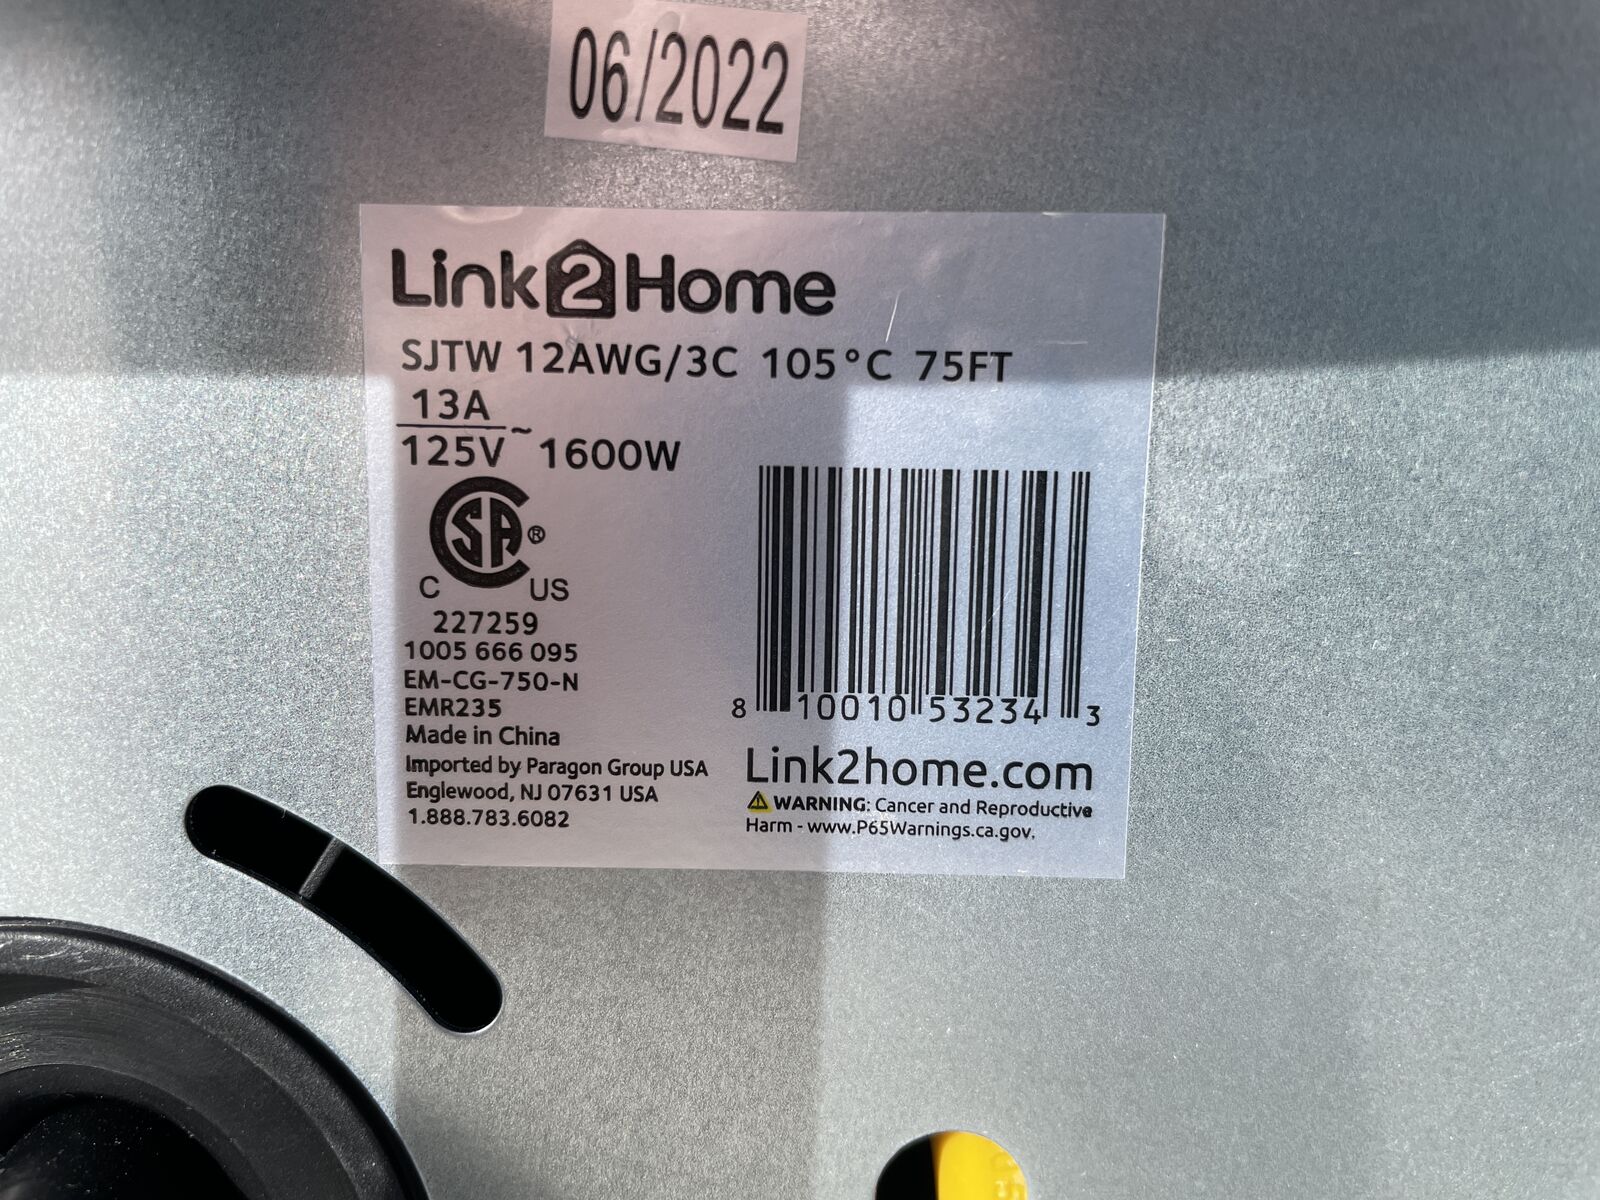 06/2022
Link2Home
SJTW 12AWG/3C 105°C 75FT
13A
125V ~ 1600W
CSA®
C US
227259
1005 666 095
EM-CG-750-N
EMR235
Made in China
Imported by Paragon Group USA
Englewood, NJ 07631 USA
1.888.783.6082
8 10010 53234 3
Link2home.com
WARNING: Cancer and Reproductive
Harm - www.P65Warnings.ca.gov.